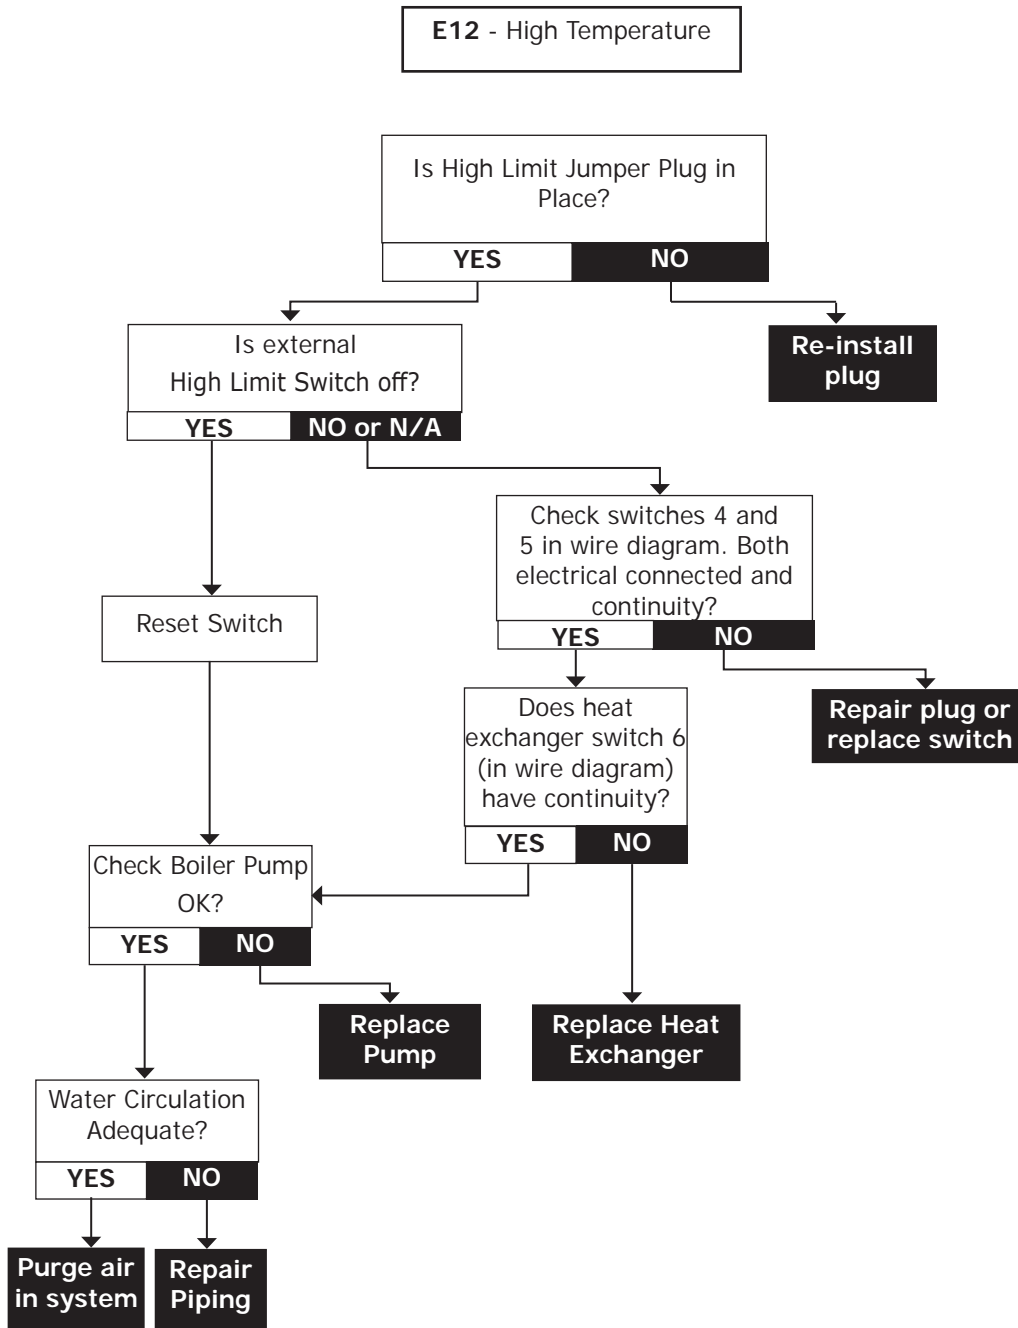 E12 - High Temperature
Is High Limit Jumper Plug in
Place?
YES
NO
Is external
High Limit Switch off?
YES
NO or N/A
Re-install
plug
Check switches 4 and
5 in wire diagram. Both
electrical connected and
continuity?
YES
NO
Reset Switch
Does heat
exchanger switch 6
(in wire diagram)
have continuity?
YES
NO
Repair plug or
replace switch
Check Boiler Pump
OK?
YES
NO
Replace
Pump
Replace Heat
Exchanger
Water Circulation
Adequate?
YES
NO
Purge air
in system
Repair
Piping